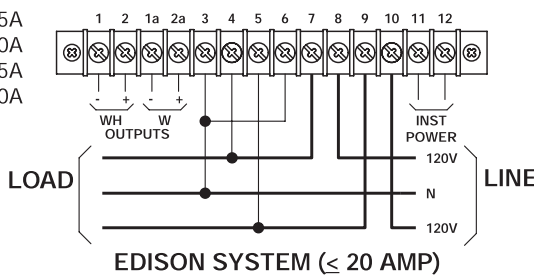 5A
0A
5A
0A
1 2 1a 2a 3 4 5 6 7 8 9 10 11 12
- + - +
WH W
OUTPUTS
INST
POWER
120V
LOAD
N
LINE
120V
EDISON SYSTEM (≤ 20 AMP)